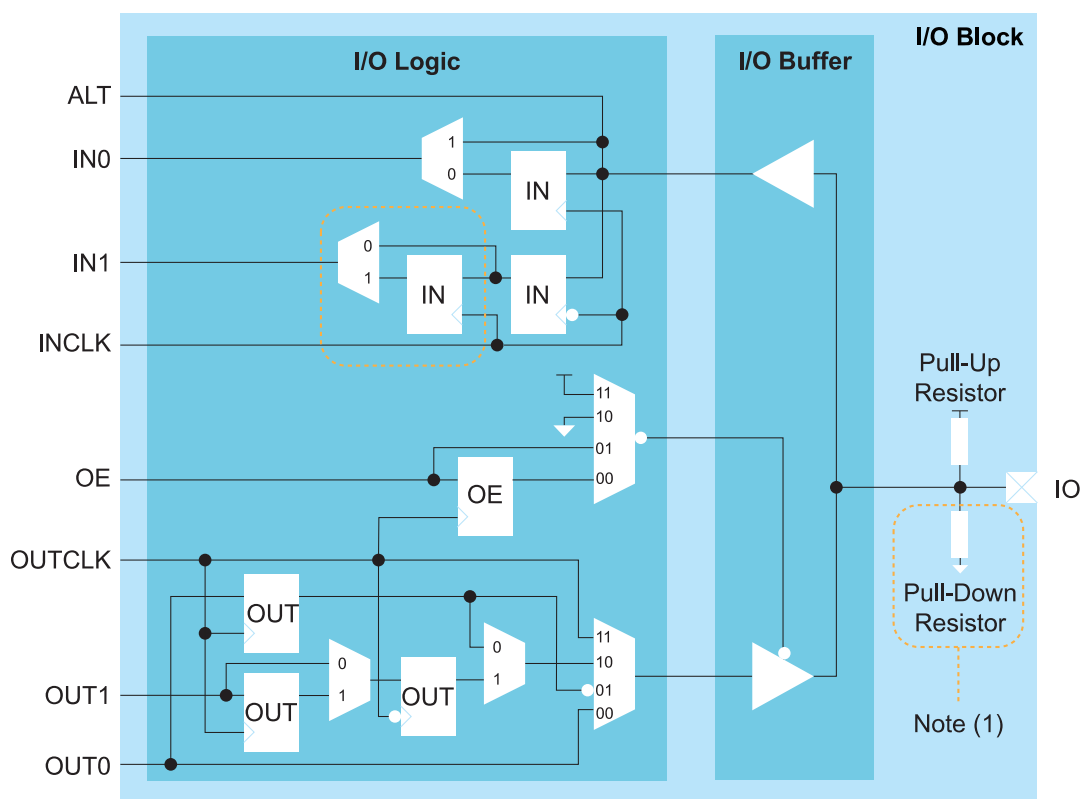 I/O Block
I/O Logic
I/O Buffer
ALT
1
IN0
0
IN
0
IN1
1
IN
IN
INCLK
Pull-Up
Resistor
11
10
01
OE
00
OE
IO
OUTCLK
Pull-Down
Resistor
OUT
11
0
0
10
1
OUT1
1
OUT
01
OUT
00
Note (1)
OUT0